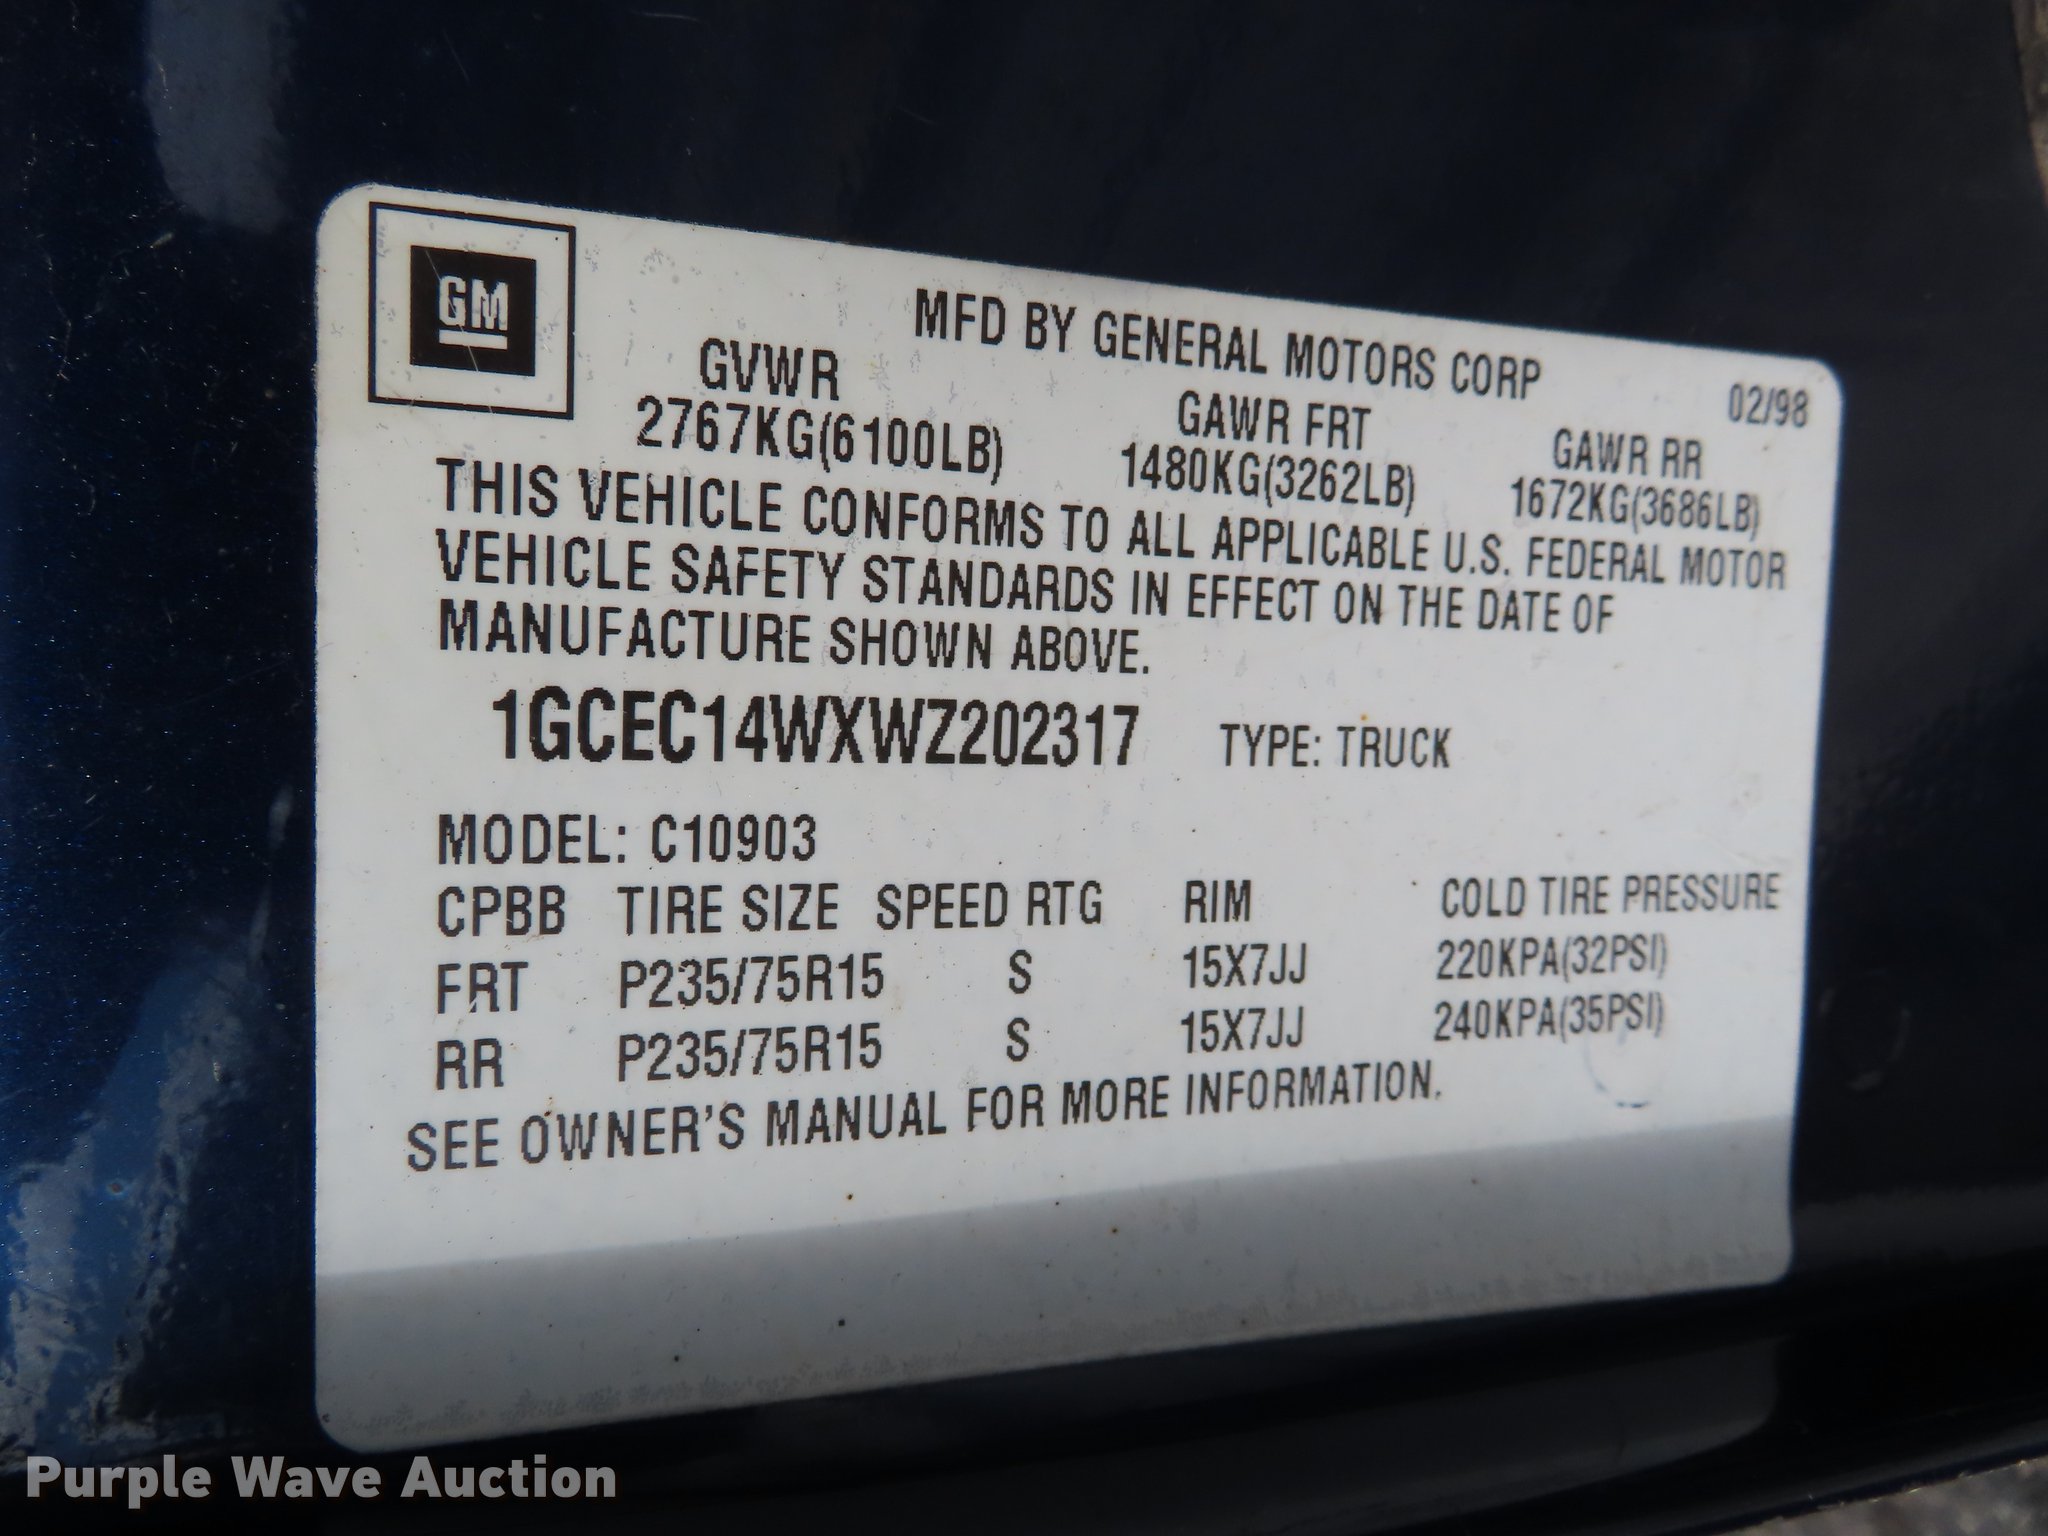 GM
MFD BY GENERAL MOTORS CORP
02/98
GVWR GAWR FRT GAWR RR
2767KG(6100LB) 1480KG(3262LB) 1672KG(3686LB)
THIS VEHICLE CONFORMS TO ALL APPLICABLE U.S. FEDERAL MOTOR
VEHICLE SAFETY STANDARDS IN EFFECT ON THE DATE OF
MANUFACTURE SHOWN ABOVE.
1GCEC14WXWZ202317 TYPE: TRUCK
MODEL: C10903
CPBB TIRE SIZE SPEED RTG RIM COLD TIRE PRESSURE
FRT P235/75R15 S 15X7JJ 220KPA(32PSI)
RR P235/75R15 S 15X7JJ 240KPA(35PSI)
SEE OWNER'S MANUAL FOR MORE INFORMATION.
Purple Wave Auction